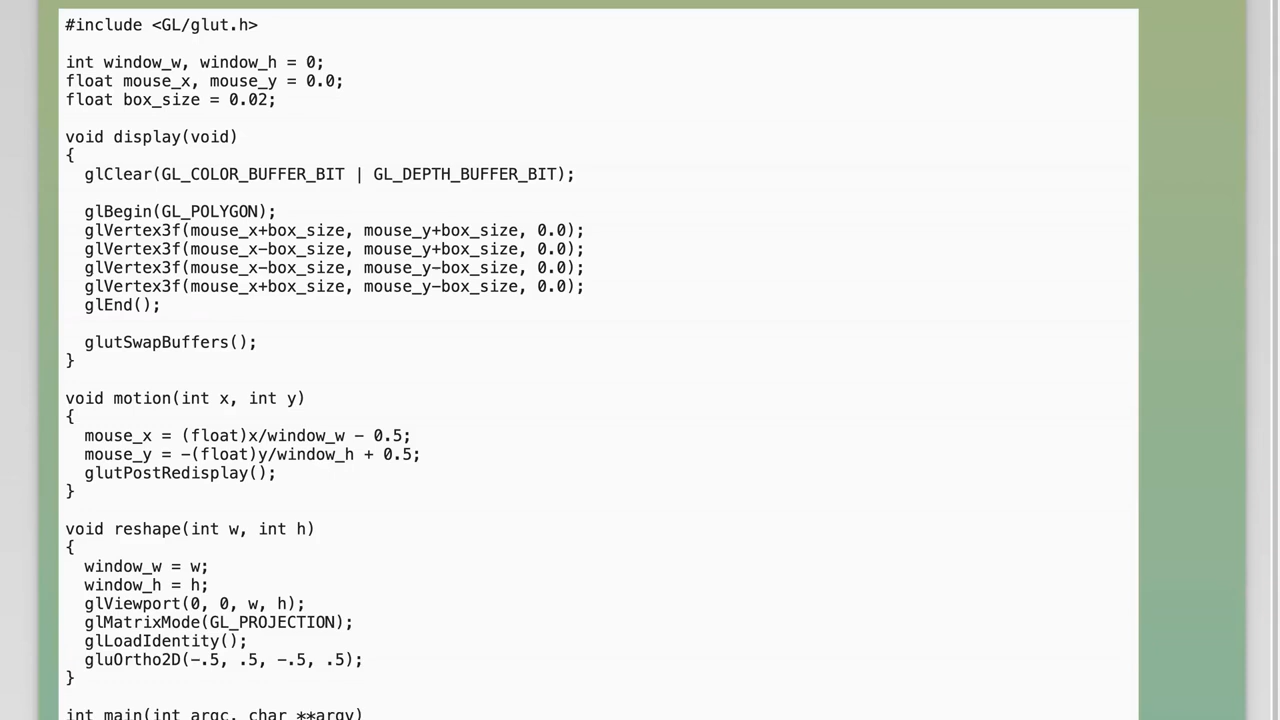 #include <GL/glut.h>

int window_w, window_h = 0;
float mouse_x, mouse_y = 0.0;
float box_size = 0.02;

void display(void)
{
  glClear(GL_COLOR_BUFFER_BIT | GL_DEPTH_BUFFER_BIT);

  glBegin(GL_POLYGON);
  glVertex3f(mouse_x+box_size, mouse_y+box_size, 0.0);
  glVertex3f(mouse_x-box_size, mouse_y+box_size, 0.0);
  glVertex3f(mouse_x-box_size, mouse_y-box_size, 0.0);
  glVertex3f(mouse_x+box_size, mouse_y-box_size, 0.0);
  glEnd();

  glutSwapBuffers();
}

void motion(int x, int y)
{
  mouse_x = (float)x/window_w - 0.5;
  mouse_y = -(float)y/window_h + 0.5;
  glutPostRedisplay();
}

void reshape(int w, int h)
{
  window_w = w;
  window_h = h;
  glViewport(0, 0, w, h);
  glMatrixMode(GL_PROJECTION);
  glLoadIdentity();
  gluOrtho2D(-.5, .5, -.5, .5);
}

int main(int argc, char **argv)